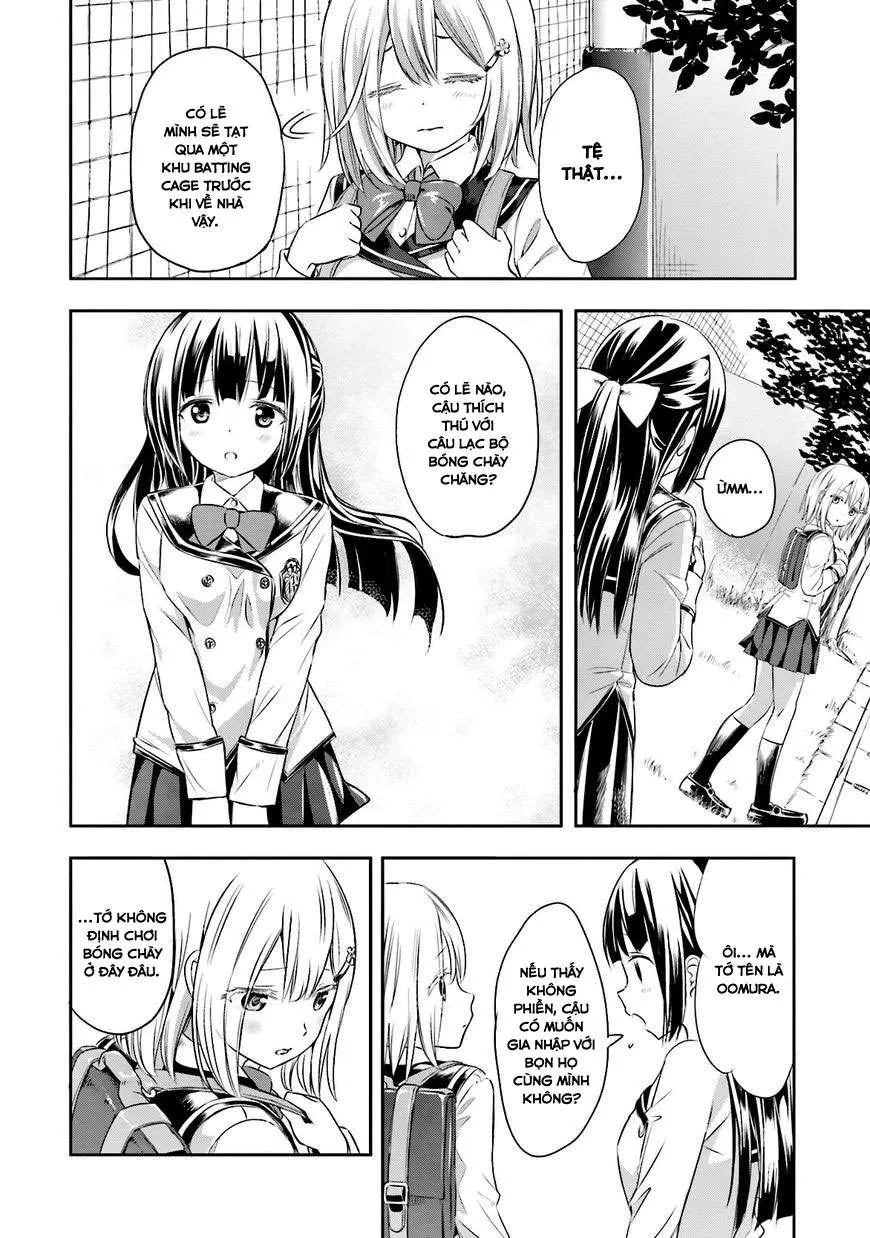 TỆ
THẬT...
CÓ LẼ
MÌNH SẼ TẠT
QUA MỘT
KHU BATTING
CAGE TRƯỚC
KHI VỀ NHÀ
VẬY.
ỪMM...
CÓ LẼ NÀO,
CẬU THÍCH
THÚ VỚI
CÂU LẠC BỘ
BÓNG CHÀY
CHĂNG?
ÔI... MÀ
TỚ TÊN LÀ
OOMURA.
NẾU THẤY
KHÔNG
PHIỀN, CẬU
CÓ MUỐN
GIA NHẬP VỚI
BỌN HỌ
CÙNG MÌNH
KHÔNG?
...TỚ KHÔNG
ĐỊNH CHƠI
BÓNG CHÀY
Ở ĐÂY ĐÂU.